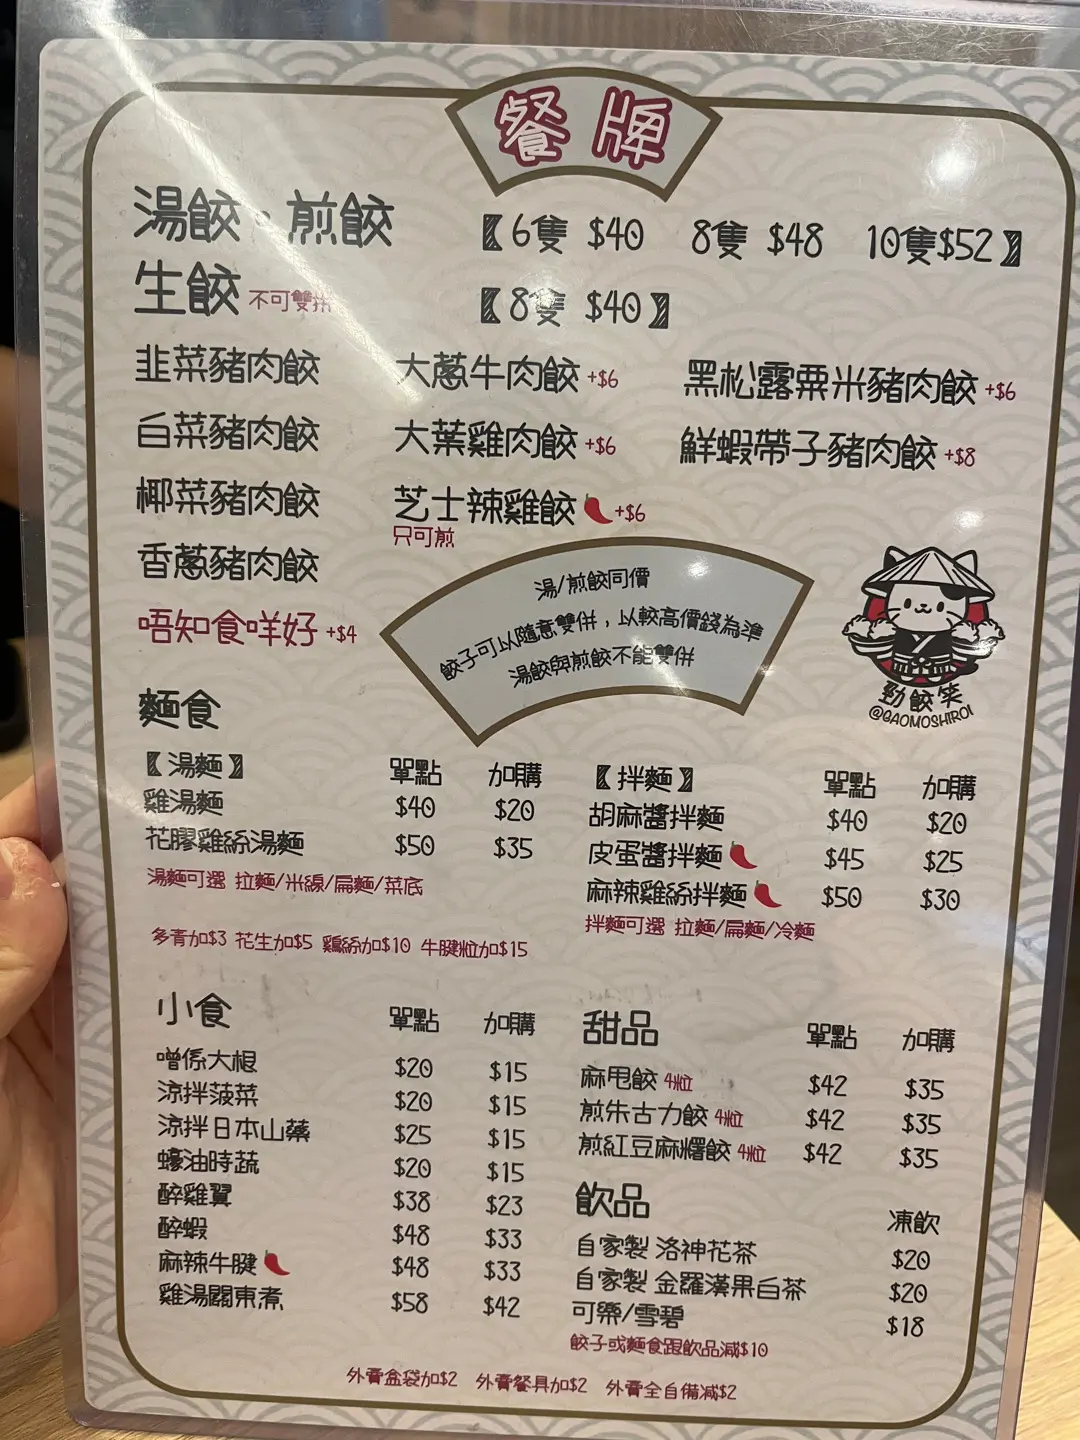 餐牌
湯餃·煎餃 【6隻 $40 8隻 $48 10隻$52】
生餃 不可雙拼 【8隻 $40】
韭菜豬肉餃 大蔥牛肉餃 +$6 黑松露粟米豬肉餃 +$6
白菜豬肉餃 大葉雞肉餃 +$6 鮮蝦帶子豬肉餃 +$8
椰菜豬肉餃 芝士辣雞餃 +$6
只可煎
香蔥豬肉餃
唔知食咩好 +$4
湯/煎餃同價
餃子可以隨意雙併，以較高價錢為準
湯餃與煎餃不能雙併
勁餃笑
@GAOMOSHIROI
麵食
【湯麵】 單點 加購
雞湯麵 $40 $20
花膠雞絲湯麵 $50 $35
湯麵可選 拉麵/米線/扁麵/菜底
【拌麵】 單點 加購
胡麻醬拌麵 $40 $20
皮蛋醬拌麵 $45 $25
麻辣雞絲拌麵 $50 $30
拌麵可選 拉麵/扁麵/冷麵
多青加$3 花生加$5 鷄絲加$10 牛腱粒加$15
小食 單點 加購
噌係大根 $20 $15
涼拌菠菜 $20 $15
涼拌日本山藥 $25 $15
蠔油時蔬 $20 $15
醉雞翼 $38 $23
醉蝦 $48 $33
麻辣牛腱 $48 $33
雞湯關東煮 $58 $42
甜品 單點 加購
麻甩餃 4粒 $42 $35
煎朱古力餃 4粒 $42 $35
煎紅豆麻糬餃 4粒 $42 $35
飲品 凍飲
自家製 洛神花茶 $20
自家製 金羅漢果白茶 $20
可樂/雪碧 $18
餃子或麵食跟飲品減$10
外賣盒袋加$2 外賣餐具加$2 外賣全自備減$2